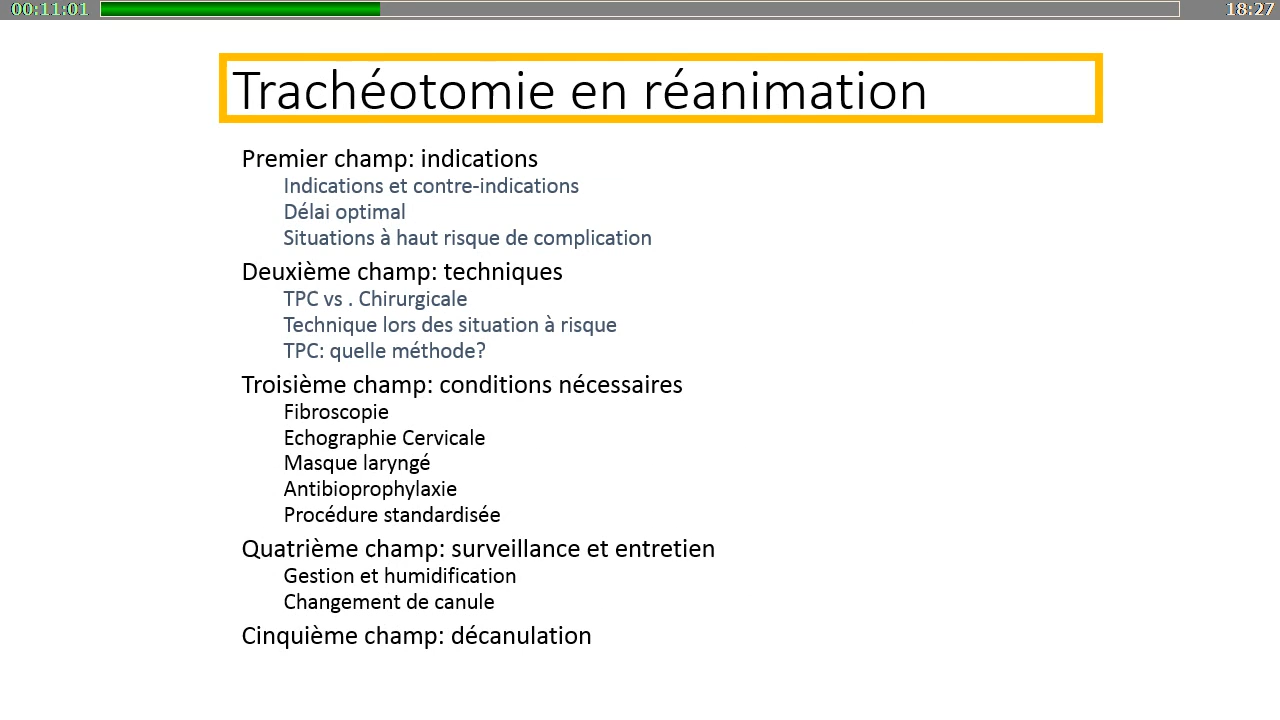 00:11:01
18:27
Trachéotomie en réanimation
Premier champ: indications
Indications et contre-indications
Délai optimal
Situations à haut risque de complication
Deuxième champ: techniques
TPC vs . Chirurgicale
Technique lors des situation à risque
TPC: quelle méthode?
Troisième champ: conditions nécessaires
Fibroscopie
Echographie Cervicale
Masque laryngé
Antibioprophylaxie
Procédure standardisée
Quatrième champ: surveillance et entretien
Gestion et humidification
Changement de canule
Cinquième champ: décanulation